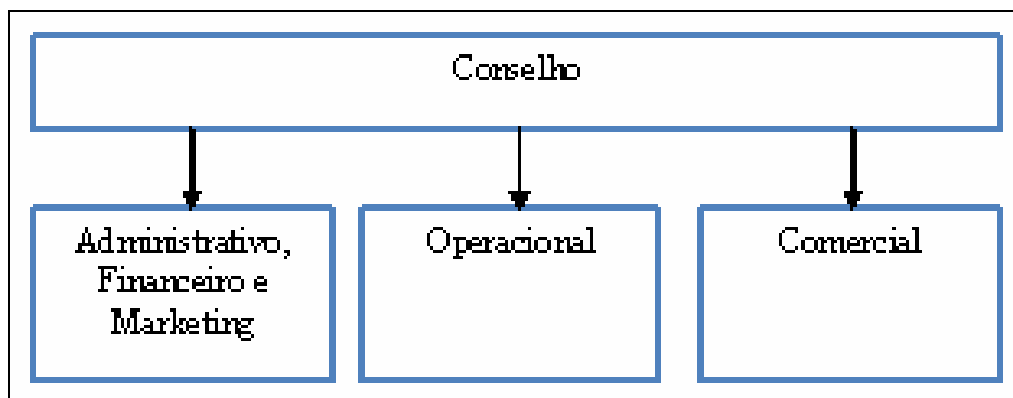 Conselho
Administrativo,
Financeiro e
Marketing
Operacional
Comercial